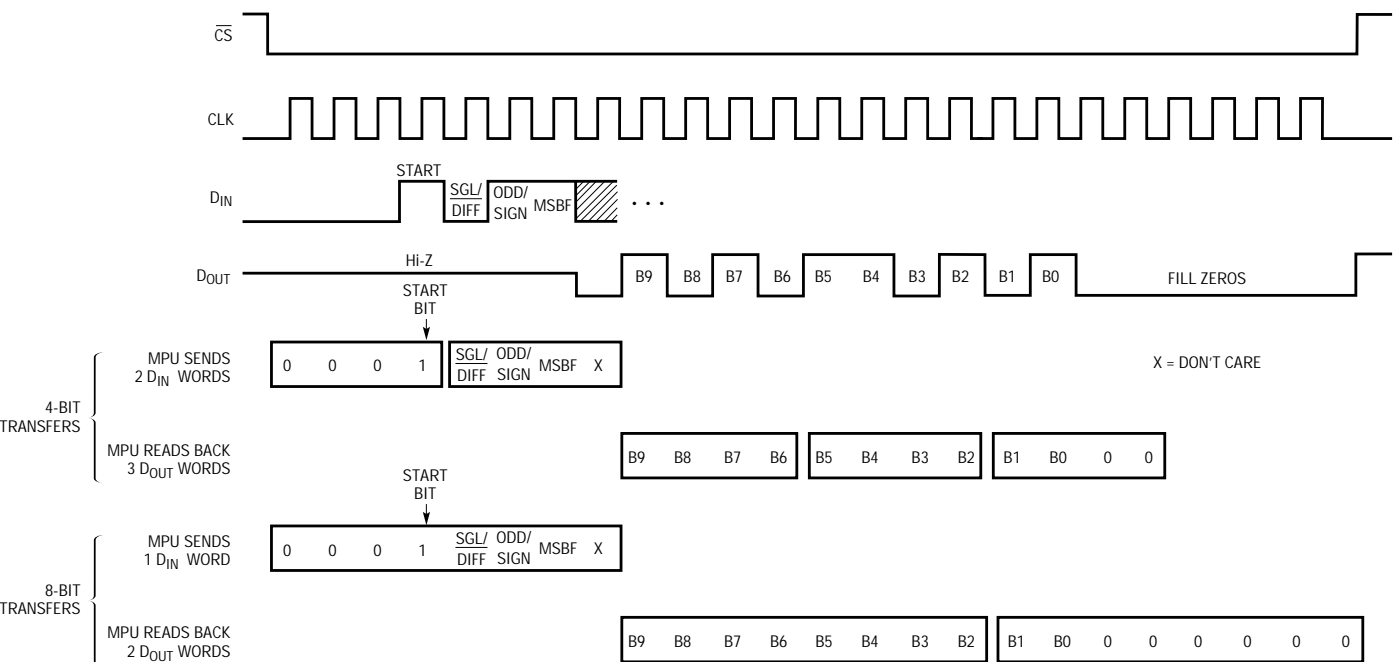 CS
CLK
START
DIN
SGL/ DIFF ODD/ SIGN MSBF
. . .
Hi-Z
DOUT
B9 B8 B7 B6 B5 B4 B3 B2 B1 B0 FILL ZEROS
START
BIT
4-BIT
TRANSFERS
MPU SENDS
2 DIN WORDS
0 0 0 1 SGL/ DIFF ODD/ SIGN MSBF X
X = DON'T CARE
MPU READS BACK
3 DOUT WORDS
B9 B8 B7 B6 B5 B4 B3 B2 B1 B0 0 0
START
BIT
8-BIT
TRANSFERS
MPU SENDS
1 DIN WORD
0 0 0 1 SGL/ DIFF ODD/ SIGN MSBF X
MPU READS BACK
2 DOUT WORDS
B9 B8 B7 B6 B5 B4 B3 B2 B1 B0 0 0 0 0 0 0